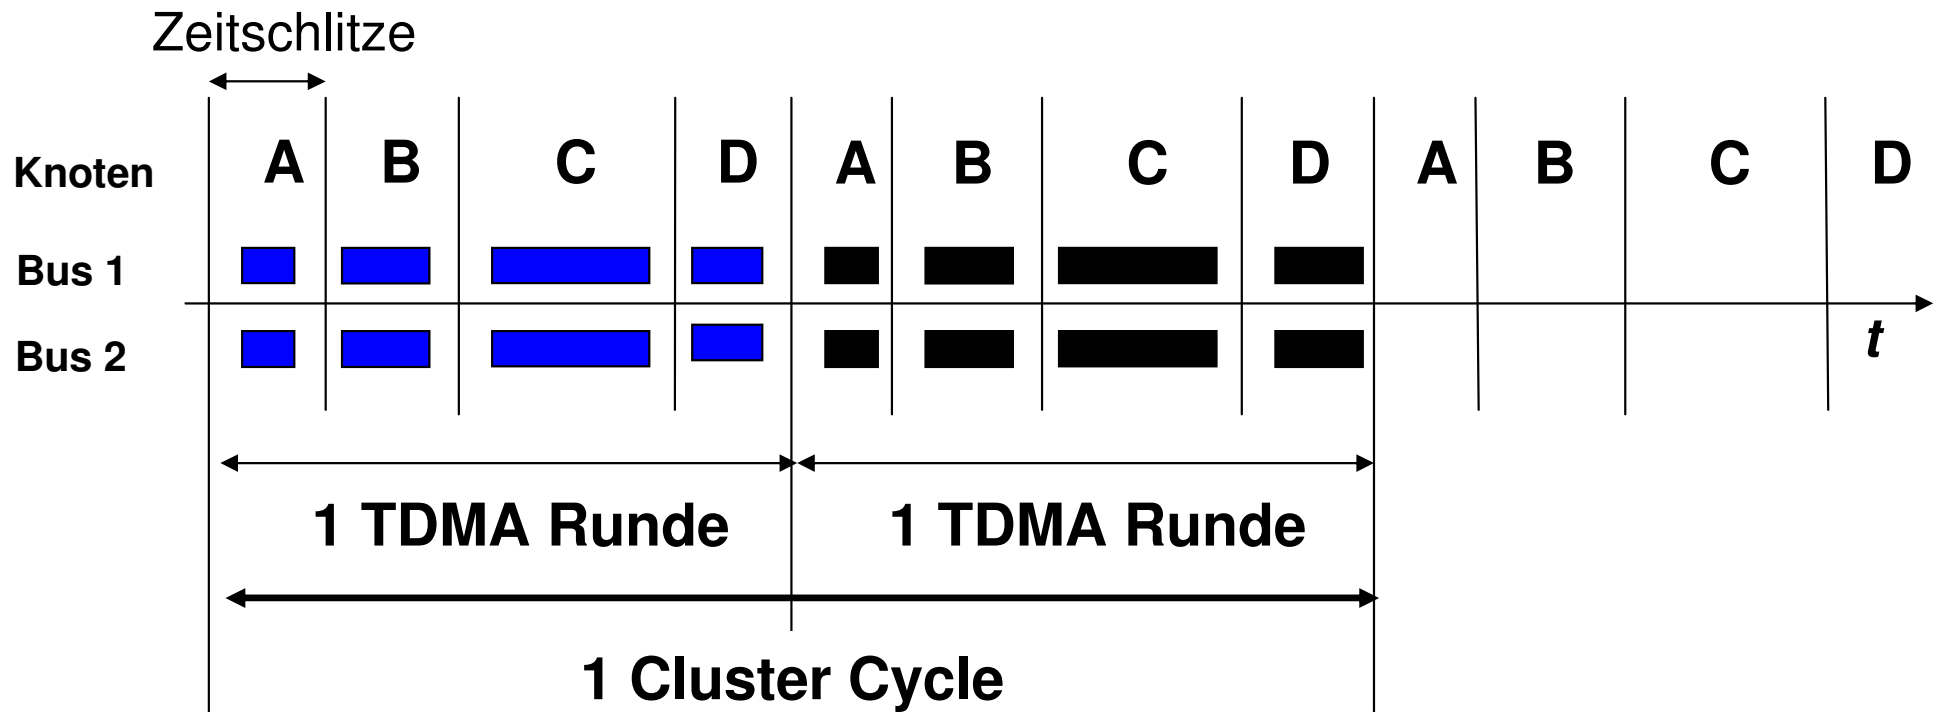 Zeitschlitze
Knoten A B C D A B C D A B C D
Bus 1
Bus 2 t
1 TDMA Runde 1 TDMA Runde
1 Cluster Cycle